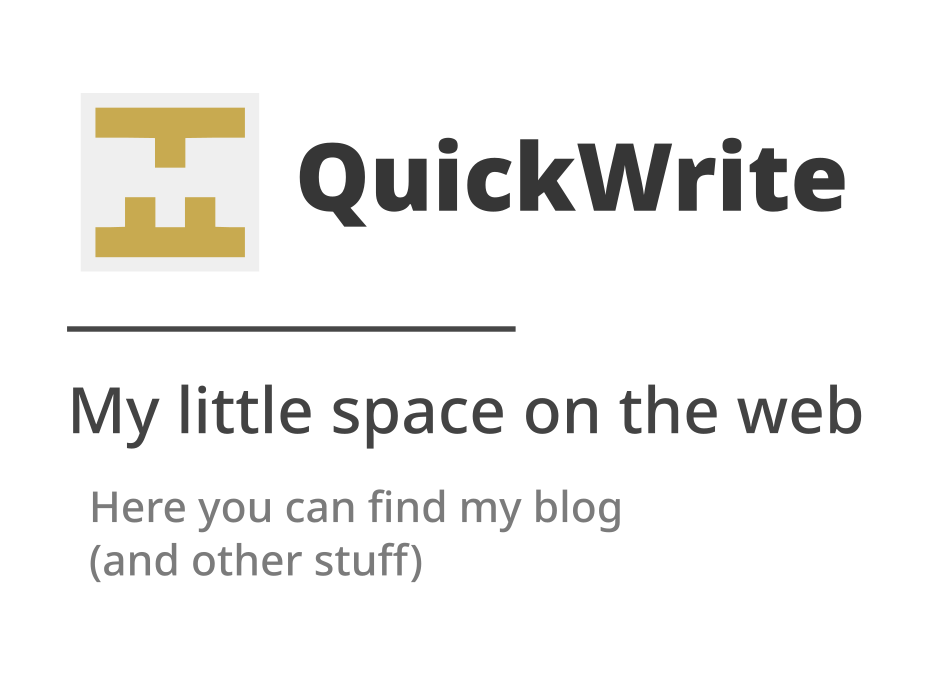 QuickWrite
My little space on the web
Here you can find my blog
(and other stuff)